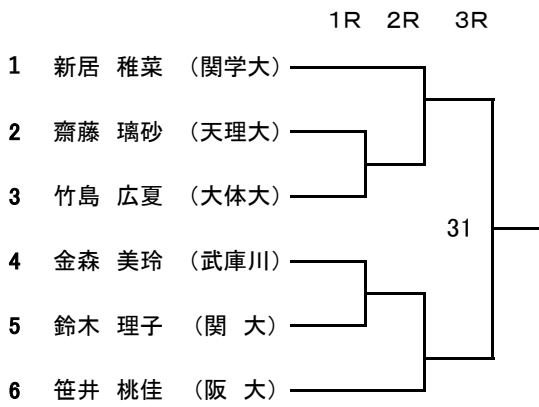 1R 2R 3R
1 新居 稚菜 (関学大)
2 齋藤 璃砂 (天理大)
3 竹島 広夏 (大体大)
31
4 金森 美玲 (武庫川)
5 鈴木 理子 (関 大)
6 笹井 桃佳 (阪 大)